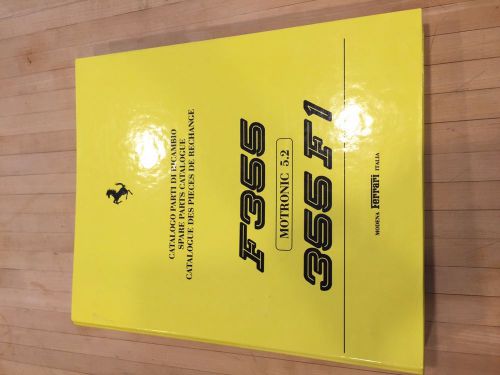 CATALOGO PARTI DI RICAMBIO
SPARE PARTS CATALOGUE
CATALOGUE DES PIECES DE RECHANGE
F355
MOTRONIC 5.2
355 F1
MODENA Ferrari ITALIA